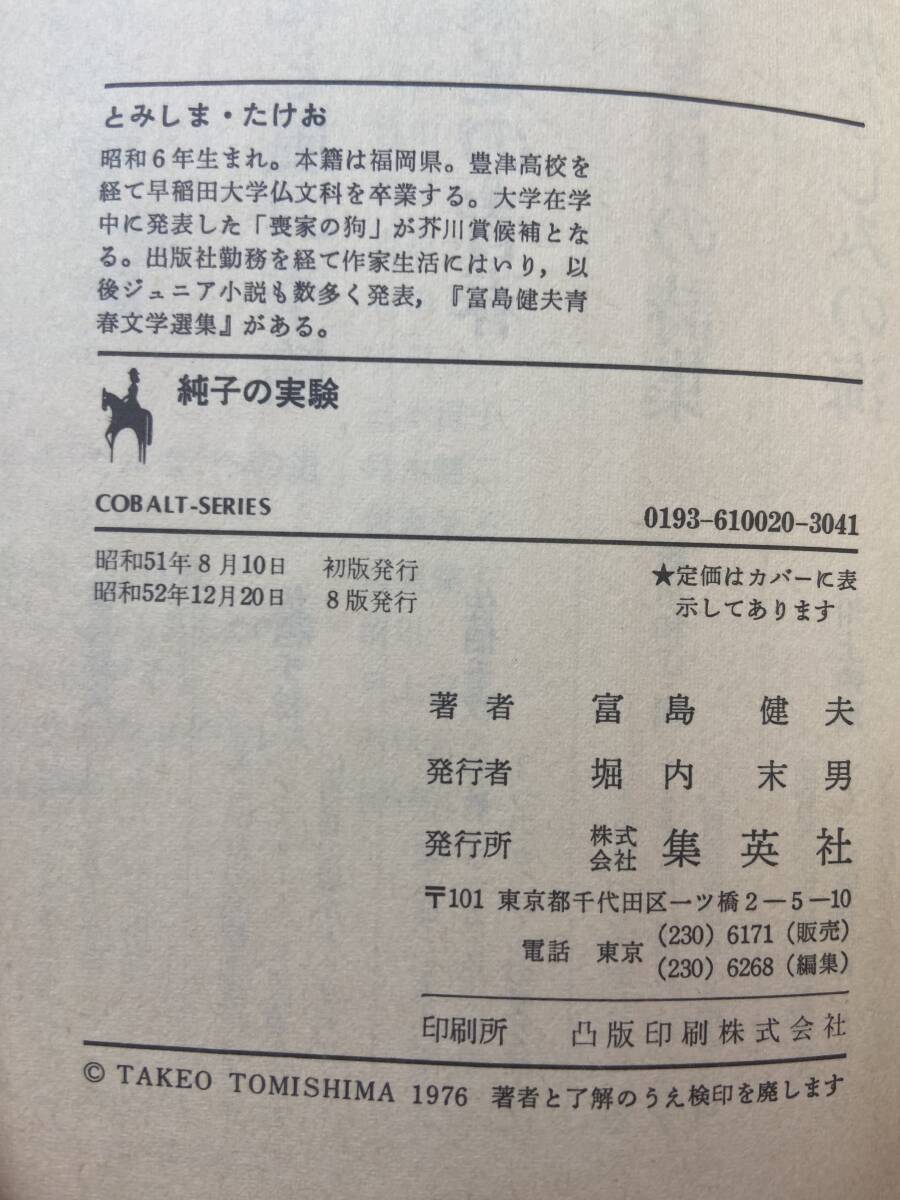 とみしま・たけお
昭和6年生まれ。本籍は福岡県。豊津高校を
経て早稲田大学仏文科を卒業する。大学在学
中に発表した「喪家の狗」が芥川賞候補とな
る。出版社勤務を経て作家生活にはいり，以
後ジュニア小説も数多く発表，『富島健夫青
春文学選集』がある。
純子の実験
COBALT-SERIES
0193-610020-3041
昭和51年8月10日 初版発行
昭和52年12月20日 8版発行
★定価はカバーに表
示してあります
著者 富島健夫
発行者 堀内末男
発行所 株式会社 集英社
〒101 東京都千代田区一ツ橋2－5－10
電話 東京 (230) 6171 (販売)
(230) 6268 (編集)
印刷所 凸版印刷株式会社
© TAKEO TOMISHIMA 1976 著者と了解のうえ検印を廃します